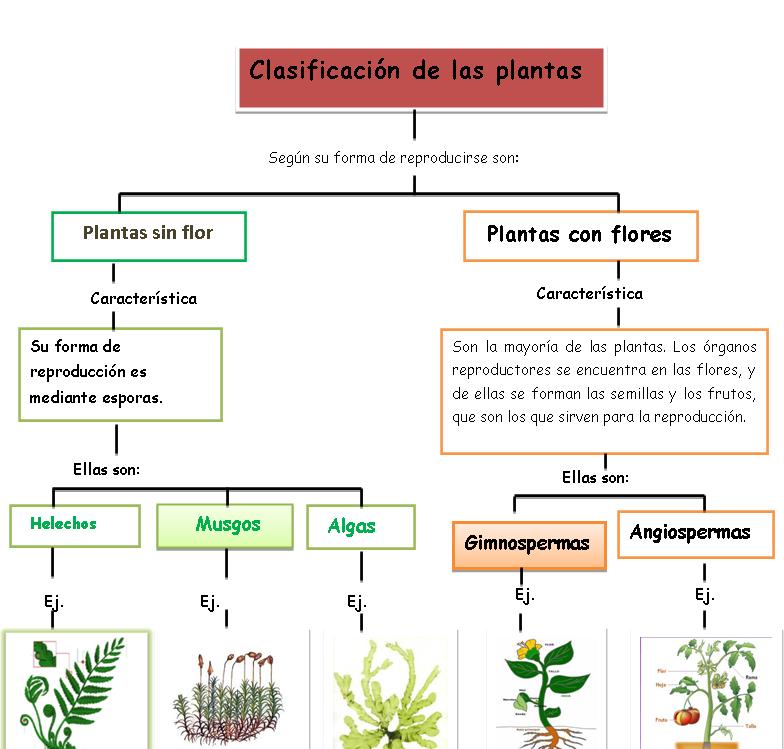 Clasificación de las plantas
Según su forma de reproducirse son:
Plantas sin flor
Plantas con flores
Característica
Característica
Su forma de
reproducción es
mediante esporas.
Son la mayoría de las plantas. Los órganos
reproductores se encuentra en las flores, y
de ellas se forman las semillas y los frutos,
que son los que sirven para la reproducción.
Ellas son:
Ellas son:
Helechos
Musgos
Algas
Gimnospermas
Angiospermas
Ej.
Ej.
Ej.
Ej.
Ej.
Flor
Hoja
Rama
Fruto
Tallo